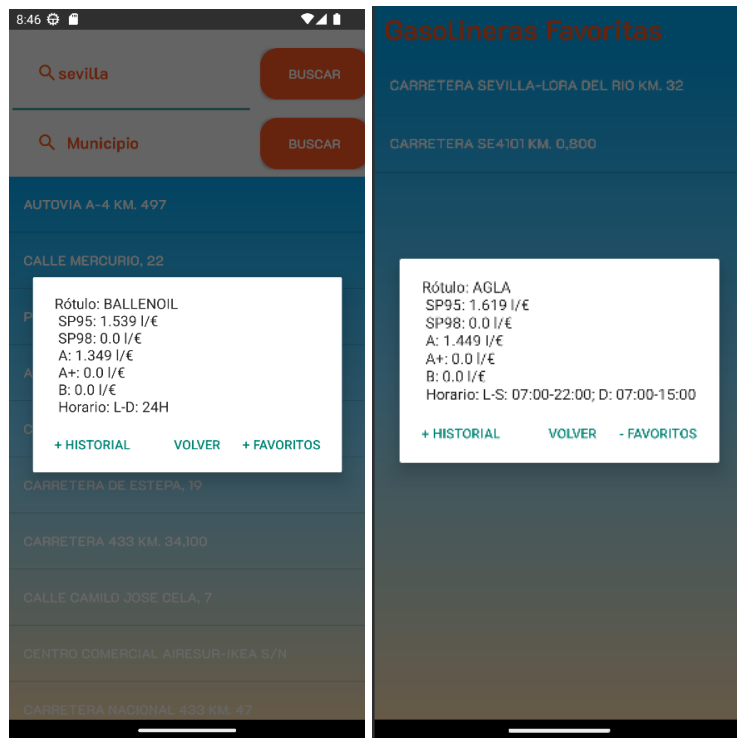 8:46
sevilla
BUSCAR
Municipio
BUSCAR
AUTOVIA A-4 KM. 497
CALLE MERCURIO, 22
P
A
C
Rótulo: BALLENOIL
SP95: 1.539 l/€
SP98: 0.0 l/€
A: 1.349 l/€
A+: 0.0 l/€
B: 0.0 l/€
Horario: L-D: 24H
+ HISTORIAL VOLVER + FAVORITOS
CARRETERA DE ESTEPA, 19
CARRETERA 433 KM. 34,100
CALLE CAMILO JOSE CELA, 7
CENTRO COMERCIAL AIRESUR-IKEA S/N
CARRETERA NACIONAL 433 KM. 47
Gasolineras Favoritas
CARRETERA SEVILLA-LORA DEL RIO KM. 32
CARRETERA SE4101 KM. 0,800
Rótulo: AGLA
SP95: 1.619 l/€
SP98: 0.0 l/€
A: 1.449 l/€
A+: 0.0 l/€
B: 0.0 l/€
Horario: L-S: 07:00-22:00; D: 07:00-15:00
+ HISTORIAL VOLVER - FAVORITOS